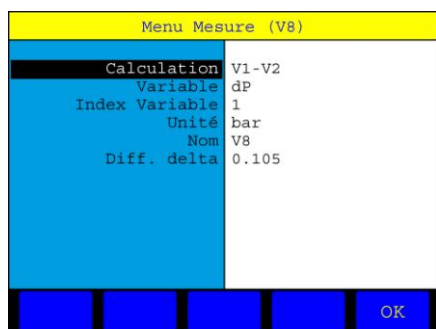 Menu Mesure (V8)
Calculation V1-V2
Variable dP
Index Variable 1
Unité bar
Nom V8
Diff. delta 0.105
OK